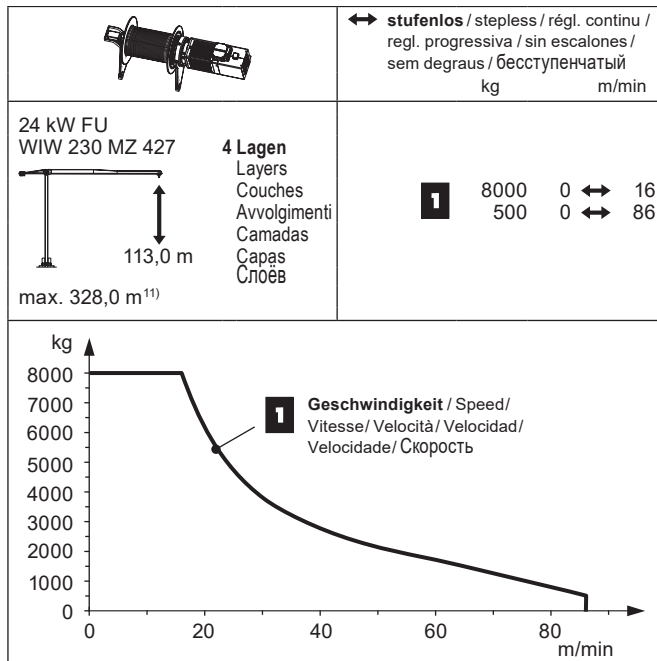 ↔ stufenlos / stepless / régl. continu /
regl. progressiva / sin escalones /
sem degraus / бесступенчатый
kg m/min
24 kW FU
WIW 230 MZ 427
4 Lagen
Layers
Couches
Avvolgimenti
Camadas
Capas
Слоёв
113,0 m
max. 328,0 m11)
1 8000 0 ↔ 16
500 0 ↔ 86
kg
8000
7000
6000
5000
4000
3000
2000
1000
0
1 Geschwindigkeit / Speed/
Vitesse/ Velocità/ Velocidad/
Velocidade/ Скорость
0 20 40 60 80
m/min